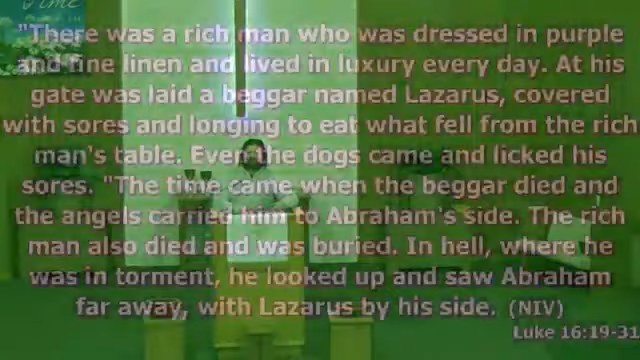 Time
"There was a rich man who was dressed in purple
and fine linen and lived in luxury every day. At his
gate was laid a beggar named Lazarus, covered
with sores and longing to eat what fell from the rich
man's table. Even the dogs came and licked his
sores. "The time came when the beggar died and
the angels carried him to Abraham's side. The rich
man also died and was buried. In hell, where he
was in torment, he looked up and saw Abraham
far away, with Lazarus by his side. (NIV)
Luke 16:19-31